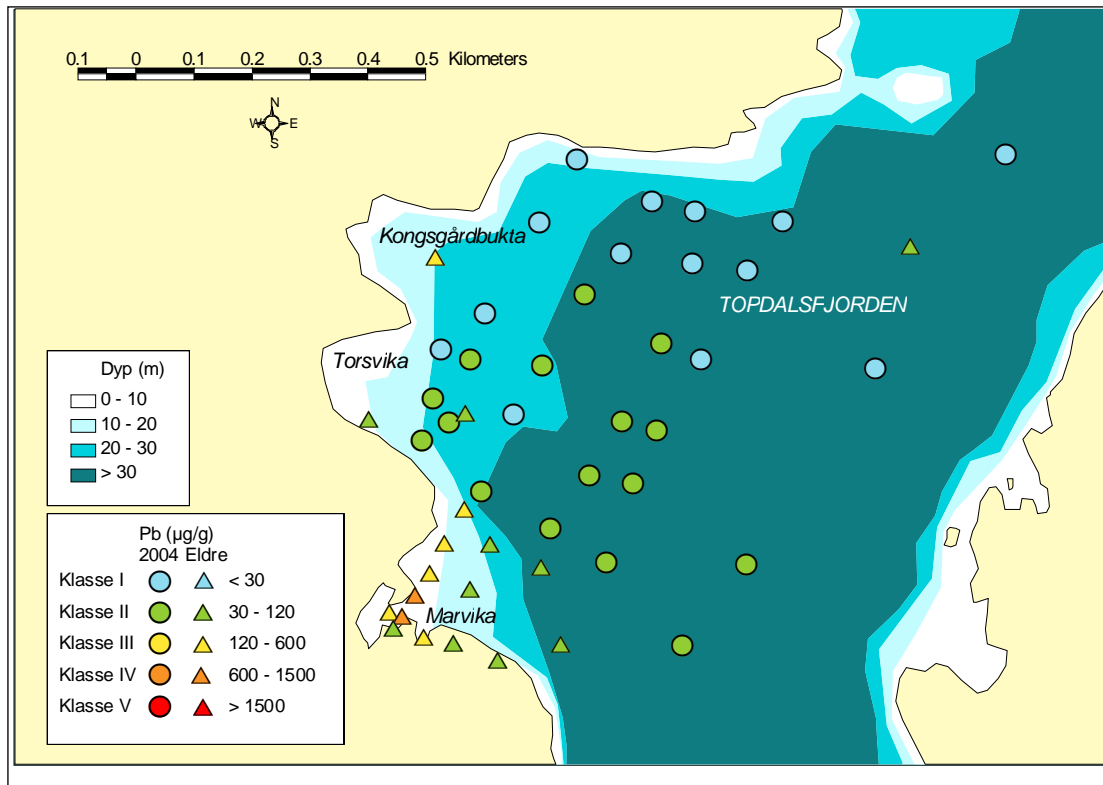 0.1 0 0.1 0.2 0.3 0.4 0.5 Kilometers
N
W E
S
Kongsgårdbukta
TOPDALSFJORDEN
Torsvika
Dyp (m)
0 - 10
10 - 20
20 - 30
> 30
Marvika
Pb (µg/g)
2004 Eldre
Klasse I < 30
Klasse II 30 - 120
Klasse III 120 - 600
Klasse IV 600 - 1500
Klasse V > 1500